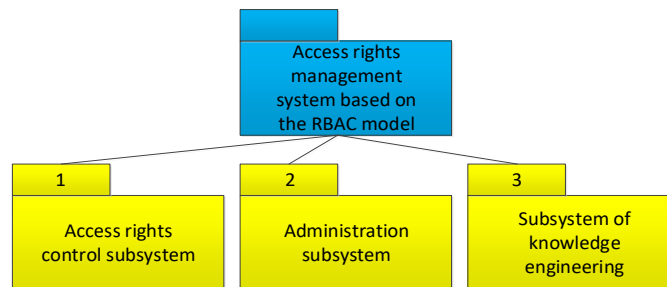 Access rights
management
system based on
the RBAC model
1
2
3
Access rights
control subsystem
Administration
subsystem
Subsystem of
knowledge
engineering